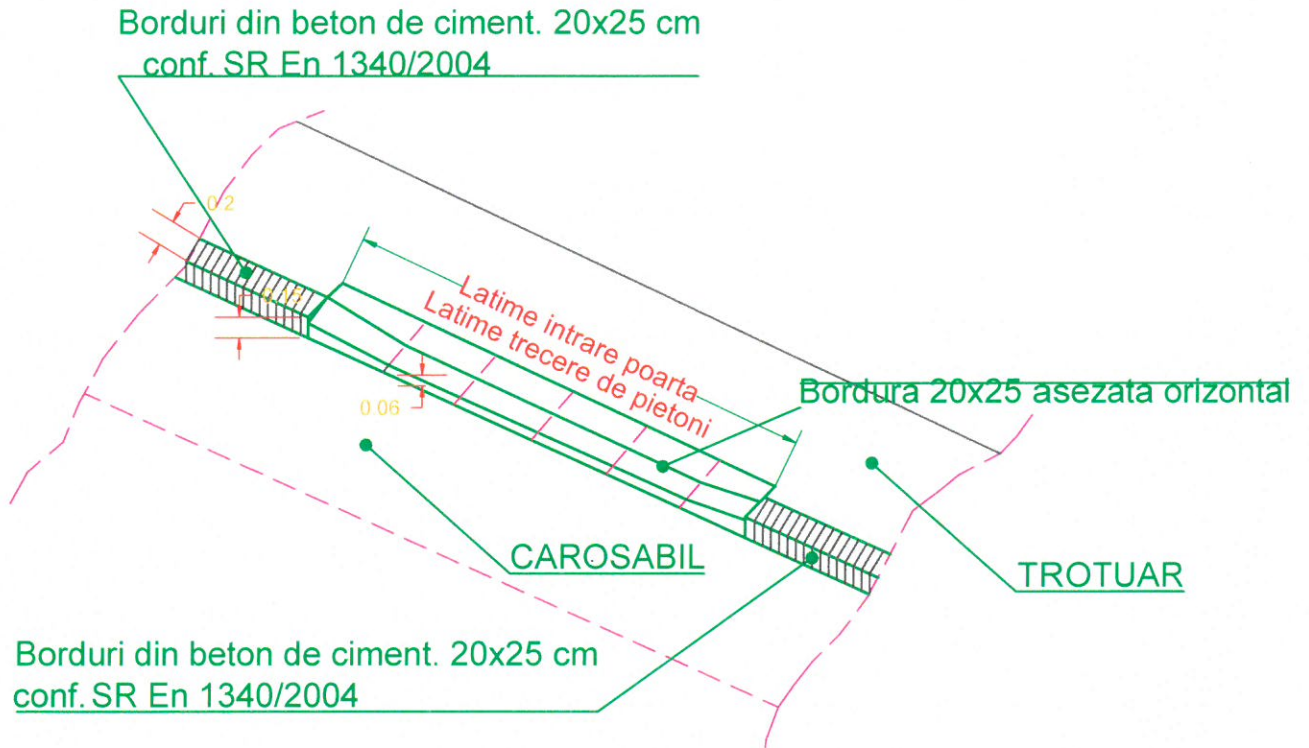 Borduri din beton de ciment. 20x25 cm
conf. SR En 1340/2004
0.2
0.15
Latime intrare poarta
Latime trecere de pietoni
0.06
Bordura 20x25 asezata orizontal
CAROSABIL
TROTUAR
Borduri din beton de ciment. 20x25 cm
conf. SR En 1340/2004